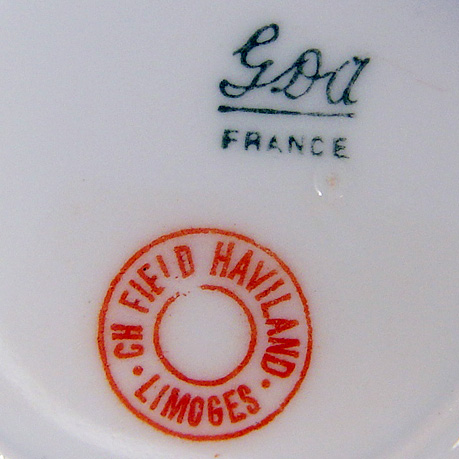 GDA
FRANCE
CH FIELD HAVILAND
· LIMOGES ·